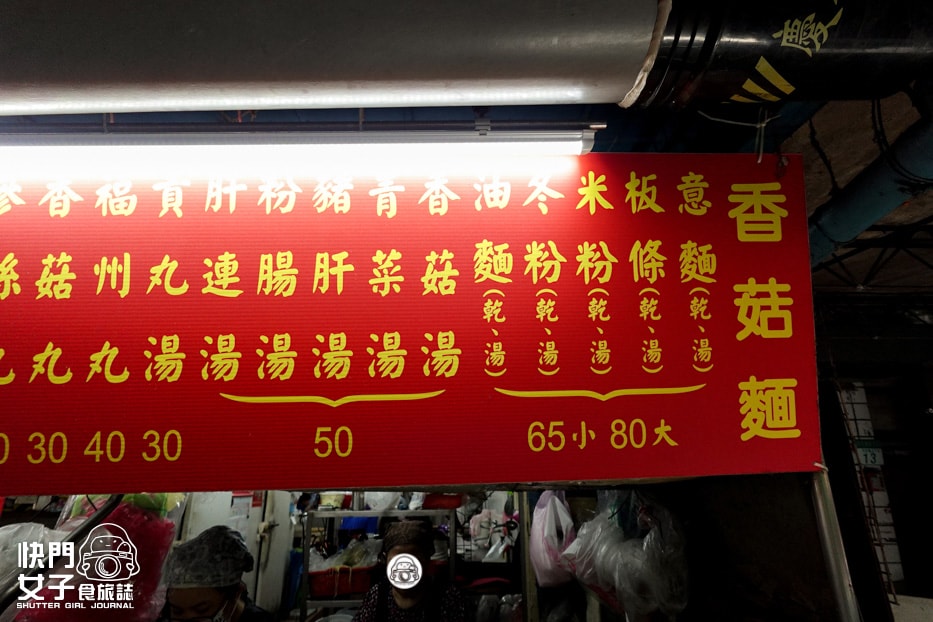 慶
香菇麵
意麵(乾、湯)
板條(乾、湯)
米粉(乾、湯)
冬粉(乾、湯)
油麵(乾、湯)
65小 80大
香菇湯
青菜湯
豬肝湯
粉腸湯
肝連湯
50
貢丸湯 30
福州丸 40
香菇丸 30
13
快門
女子食旅誌
SHUTTER GIRL JOURNAL